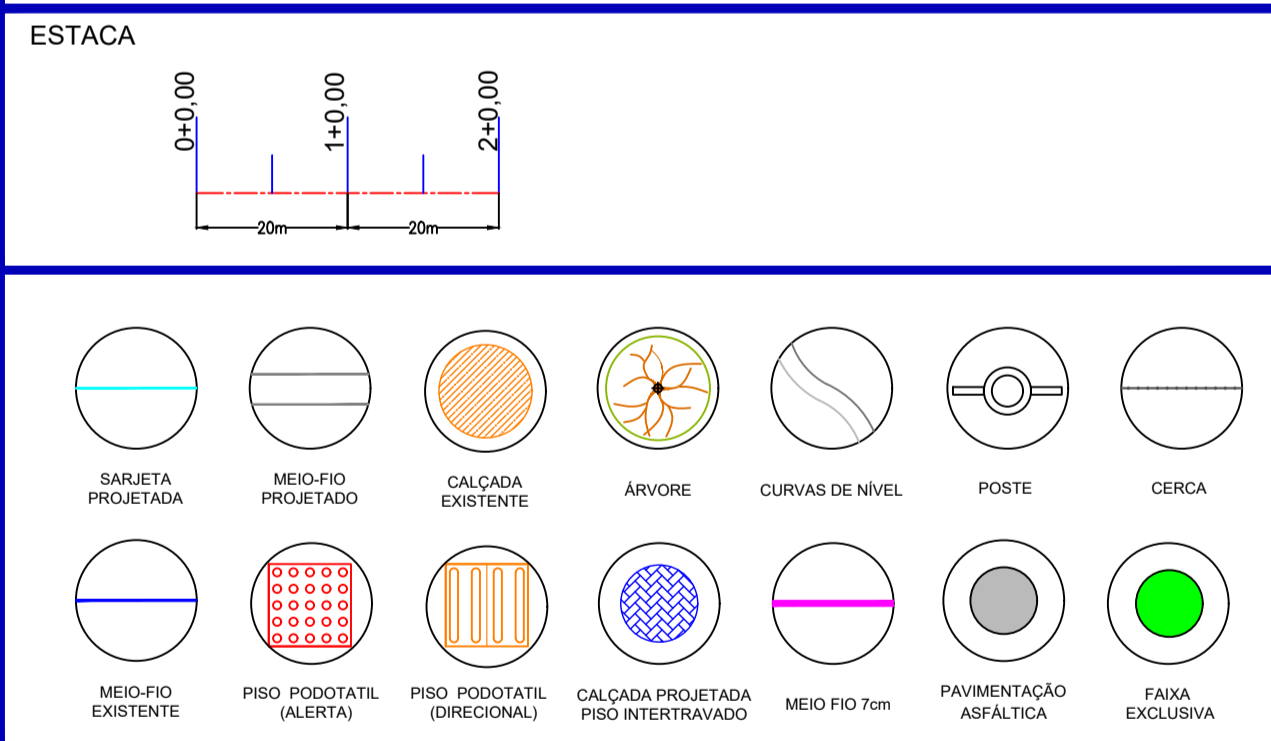 ESTACA
0+0,00
1+0,00
2+0,00
20m
20m
SARJETA
PROJETADA
MEIO-FIO
PROJETADO
CALÇADA
EXISTENTE
ÁRVORE
CURVAS DE NÍVEL
POSTE
CERCA
MEIO-FIO
EXISTENTE
PISO PODOTATIL
(ALERTA)
PISO PODOTATIL
(DIRECIONAL)
CALÇADA PROJETADA
PISO INTERTRAVADO
MEIO FIO 7cm
PAVIMENTAÇÃO
ASFÁLTICA
FAIXA
EXCLUSIVA